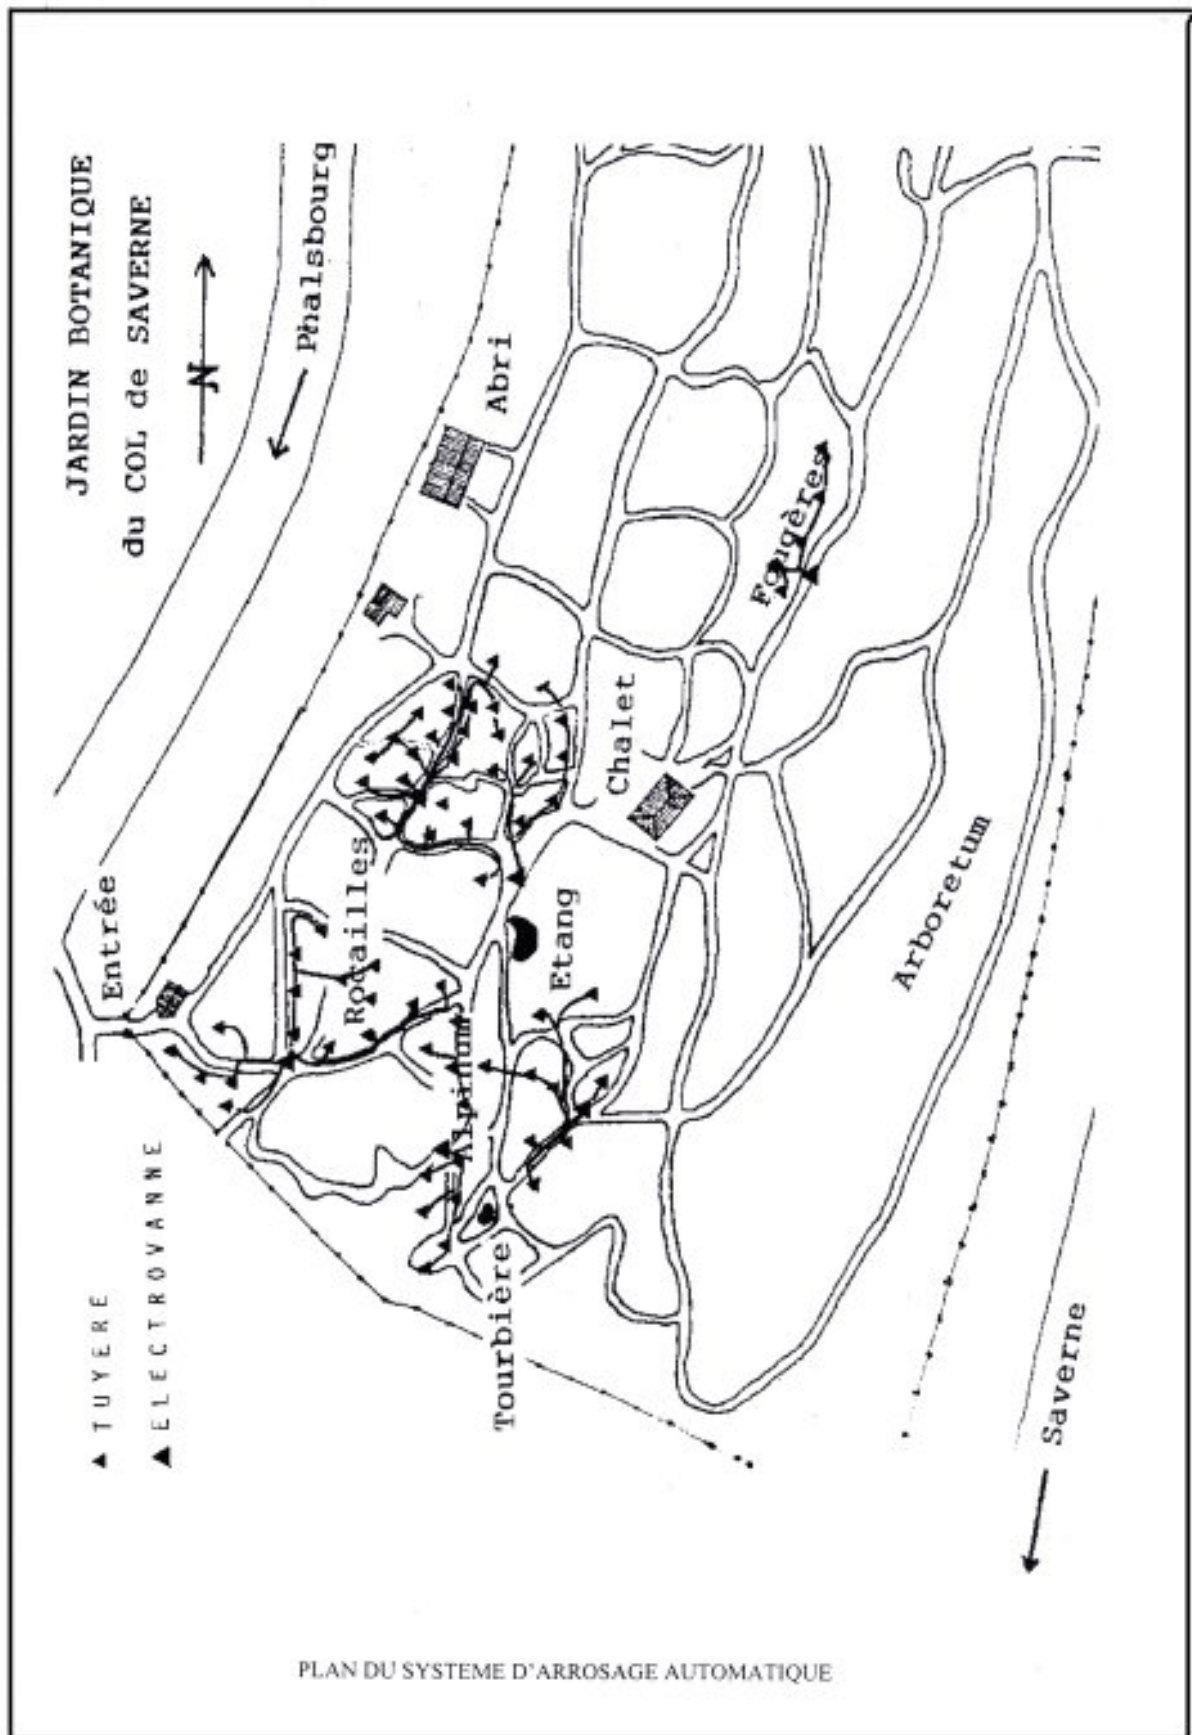 JARDIN BOTANIQUE
du COL de SAVERNE
N
Phalsbourg
Abri
Entrée
Rocailles
Chalet
Fougères
Etang
Alpinum
Arboretum
Tourbière
Saverne
▲ TUYERE
▲ ELECTROVANNE
PLAN DU SYSTEME D'ARROSAGE AUTOMATIQUE